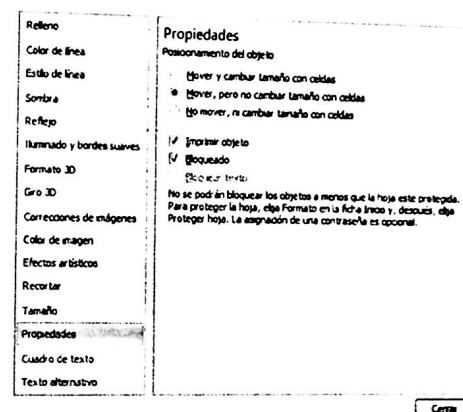 Relleno
Color de línea
Estilo de línea
Sombra
Reflejo
Iluminado y bordes suaves
Formato 3D
Giro 3D
Correcciones de imágenes
Color de imagen
Efectos artísticos
Recortar
Tamaño
Propiedades
Cuadro de texto
Texto alternativo
Propiedades
Posicionamiento del objeto
Mover y cambiar tamaño con celdas
Mover, pero no cambiar tamaño con celdas
No mover, ni cambiar tamaño con celdas
Imprimir objeto
Bloqueado
Bloquear texto
No se podrán bloquear los objetos a menos que la hoja esté protegida.
Para proteger la hoja, elija Formato en la ficha Inicio y, después, elija
Proteger hoja. La asignación de una contraseña es opcional.
Cerrar